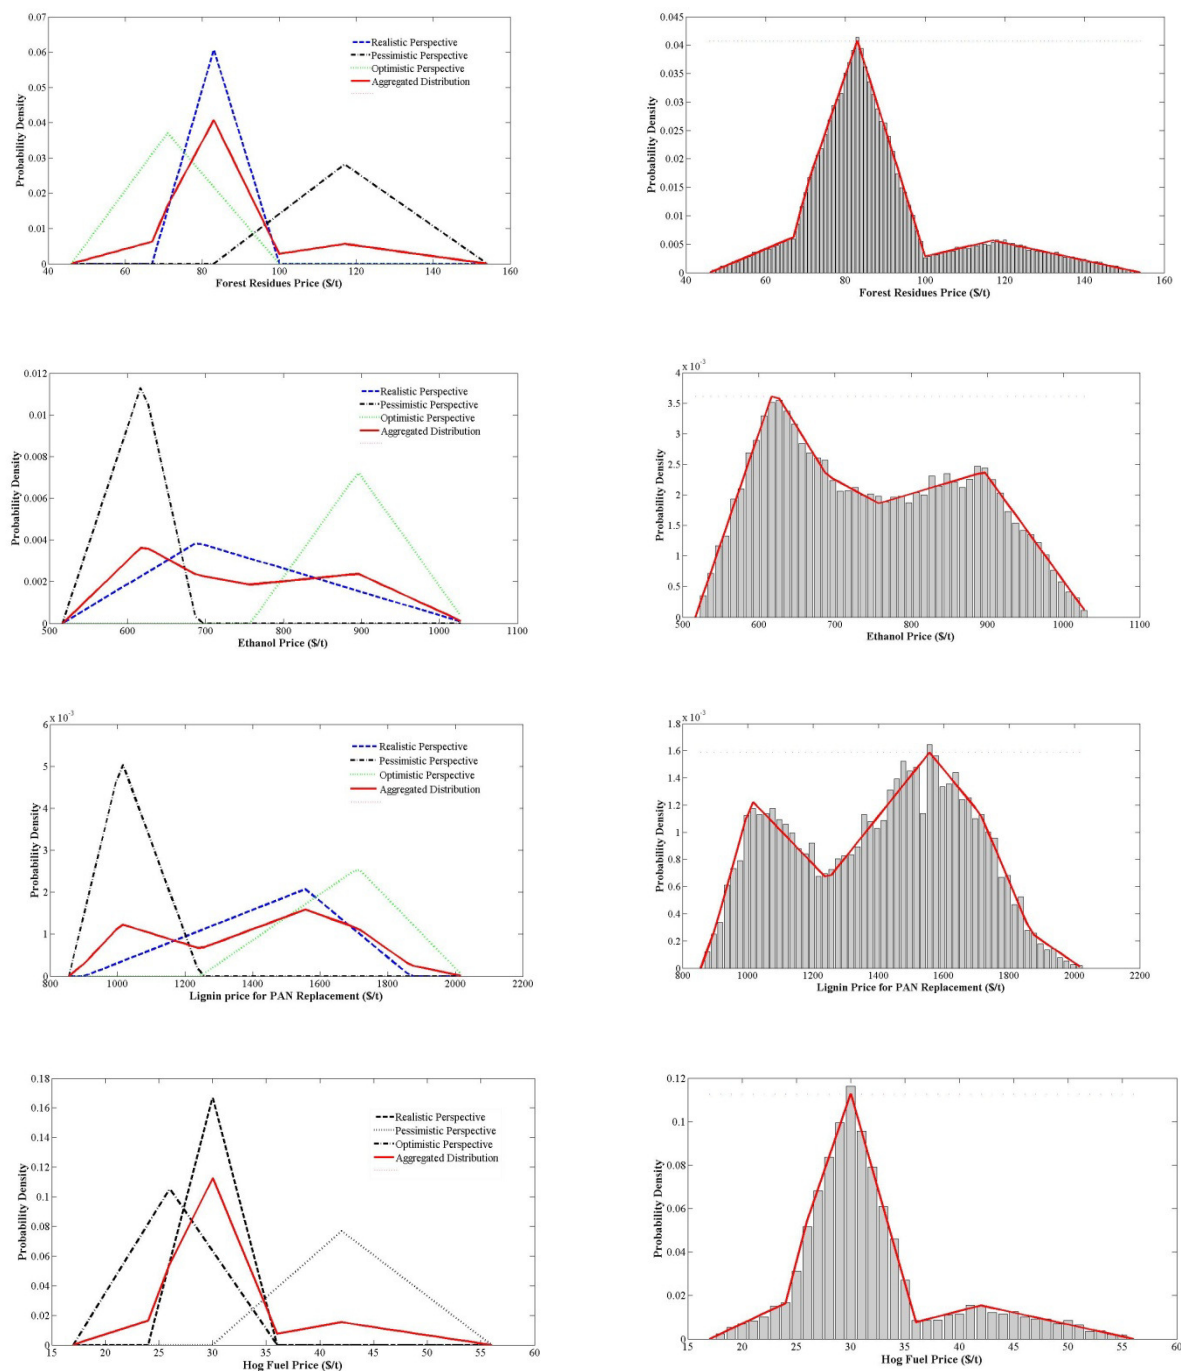 0.07
0.06
0.05
0.04
0.03
0.02
0.01
0
Probability Density
Realistic Perspective
Pessimistic Perspective
Optimistic Perspective
Aggregated Distribution
40 60 80 100 120 140 160
Forest Residues Price ($/t)
0.045
0.04
0.035
0.03
0.025
0.02
0.015
0.01
0.005
0
Probability Density
40 60 80 100 120 140 160
Forest Residues Price ($/t)
0.012
0.01
0.008
0.006
0.004
0.002
0
Probability Density
Realistic Perspective
Pessimistic Perspective
Optimistic Perspective
Aggregated Distribution
500 600 700 800 900 1000 1100
Ethanol Price ($/t)
x 10⁻³
4
3.5
3
2.5
2
1.5
1
0.5
0
Probability Density
500 600 700 800 900 1000 1100
Ethanol Price ($/t)
x 10⁻³
6
5
4
3
2
1
0
Probability Density
Realistic Perspective
Pessimistic Perspective
Optimistic Perspective
Aggregated Distribution
800 1000 1200 1400 1600 1800 2000 2200
Lignin price for PAN Replacement ($/t)
x 10⁻³
1.8
1.6
1.4
1.2
1
0.8
0.6
0.4
0.2
0
Probability Density
800 1000 1200 1400 1600 1800 2000 2200
Lignin Price for PAN Replacement ($/t)
0.18
0.16
0.14
0.12
0.1
0.08
0.06
0.04
0.02
0
Probability Density
Realistic Perspective
Pessimistic Perspective
Optimistic Perspective
Aggregated Distribution
15 20 25 30 35 40 45 50 55 60
Hog Fuel Price ($/t)
0.12
0.1
0.08
0.06
0.04
0.02
0
Probability Density
15 20 25 30 35 40 45 50 55 60
Hog Fuel Price ($/t)